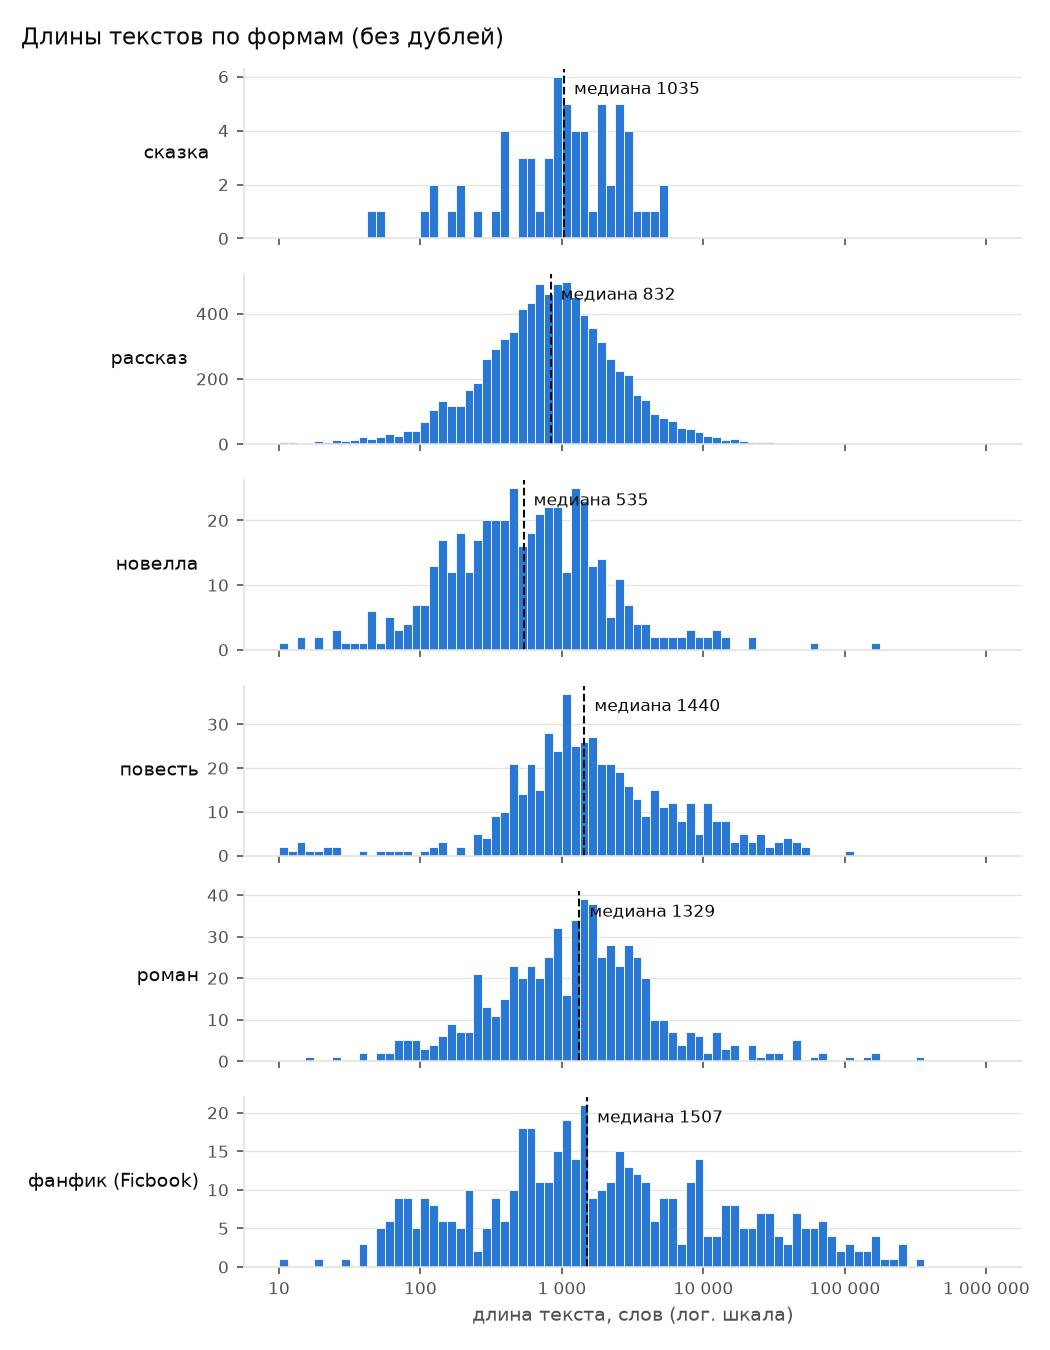 Длины текстов по формам (без дублей)
6
медиана 1035
4
сказка
2
0
медиана 832
400
рассказ
200
0
медиана 535
20
новелла
10
0
медиана 1440
30
повесть
20
10
0
40
медиана 1329
30
роман
20
10
0
20
медиана 1507
15
фанфик (Ficbook)
10
5
0
10 100 1 000 10 000 100 000 1 000 000
длина текста, слов (лог. шкала)